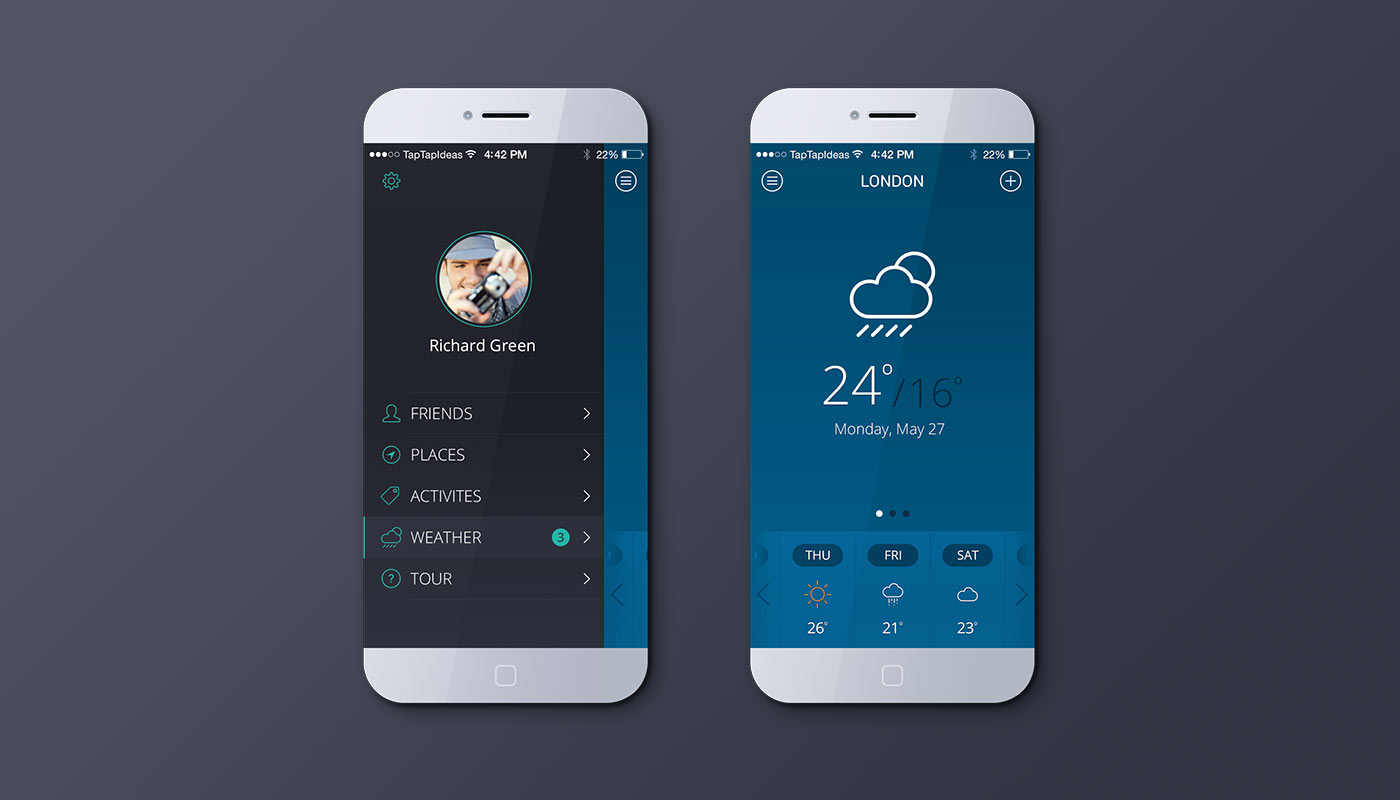 TapTapIdeas 4:42 PM 22%
Richard Green
FRIENDS
PLACES
ACTIVITES
WEATHER 3
? TOUR
TapTapIdeas 4:42 PM 22%
LONDON
24°/16°
Monday, May 27
THU FRI SAT
26° 21° 23°